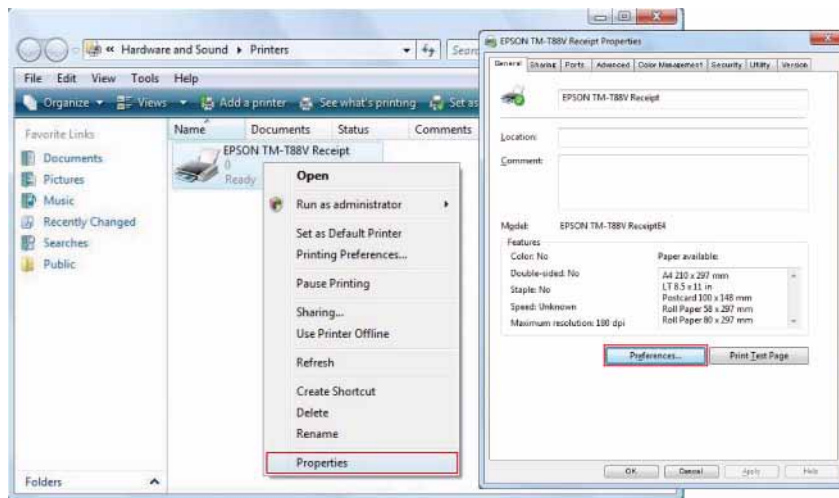 « Hardware and Sound ▸ Printers
File Edit View Tools Help
Organize Views Add a printer See what's printing Set as
Favorite Links
Documents
Pictures
Music
Recently Changed
Searches
Public
Folders
Name Documents Status Comments
EPSON TM-T88V Receipt
0
Ready
Open
Run as administrator
Set as Default Printer
Printing Preferences...
Pause Printing
Sharing...
Use Printer Offline
Refresh
Create Shortcut
Delete
Rename
Properties
EPSON TM-T88V Receipt Properties
General Sharing Ports Advanced Color Management Security Utility Version
EPSON TM-T88V Receipt
Location:
Comment:
Model: EPSON TM-T88V ReceiptE4
Features
Color: No
Double-sided: No
Staple: No
Speed: Unknown
Maximum resolution: 180 dpi
Paper available:
A4 210 x 297 mm
LT 8.5 x 11 in
Postcard 100 x 148 mm
Roll Paper 58 x 297 mm
Roll Paper 80 x 297 mm
Preferences... Print Test Page
OK Cancel Apply Help